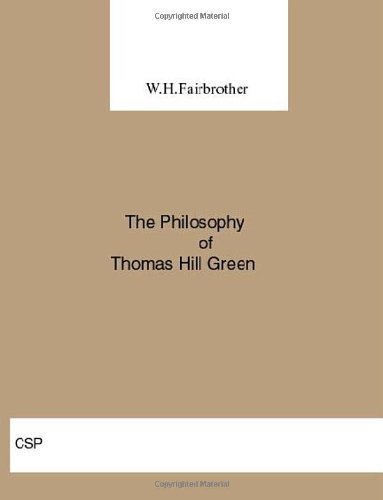 Copyrighted Material
W.H.Fairbrother
The Philosophy
of
Thomas Hill Green
CSP
Copyrighted Material